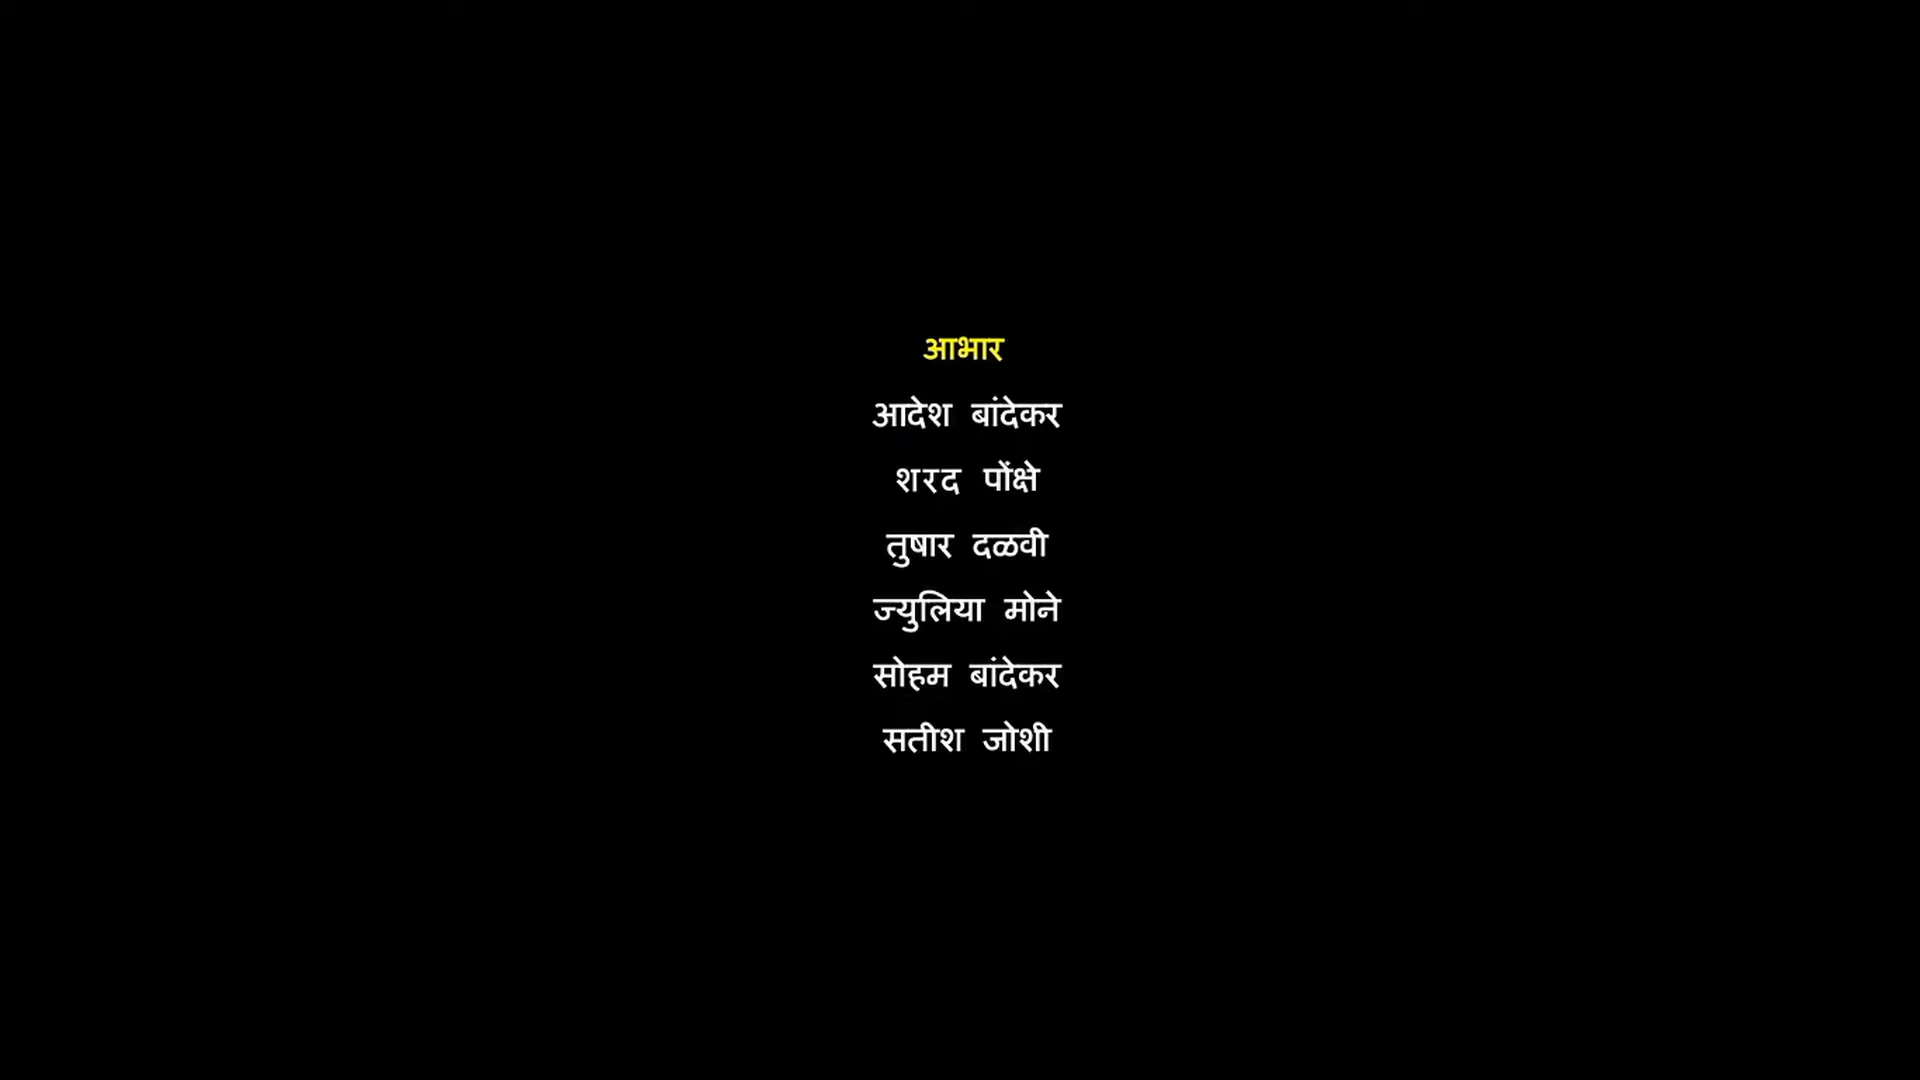 आभार
आदेश बांदेकर
शरद पोंक्षे
तुषार दळवी
ज्युलिया मोने
सोहम बांदेकर
सतीश जोशी